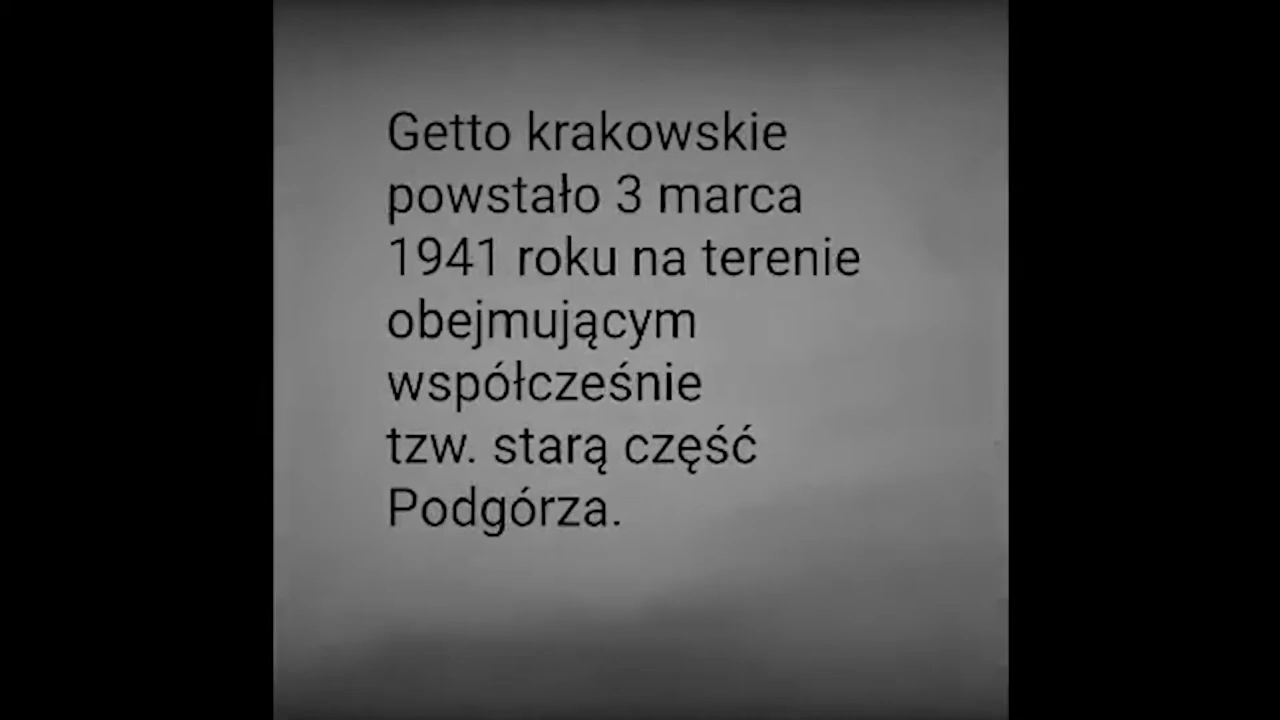 Getto krakowskie
powstało 3 marca
1941 roku na terenie
obejmującym
współcześnie
tzw. starą część
Podgórza.